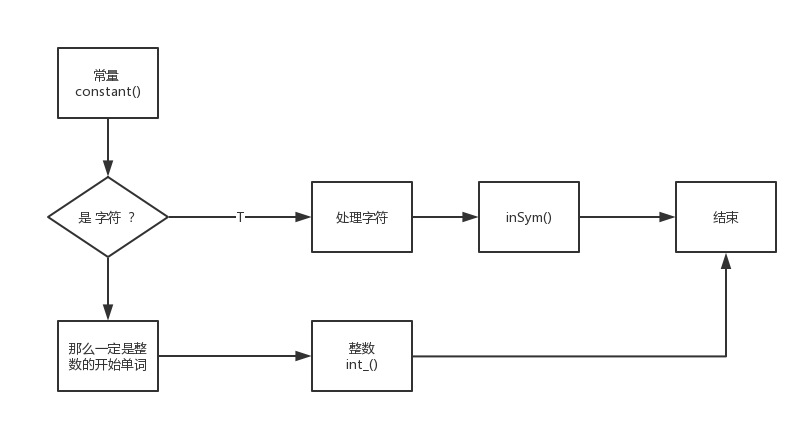 常量
constant()
是 字符 ？
T
处理字符
inSym()
结束
那么一定是整
数的开始单词
整数
int_()